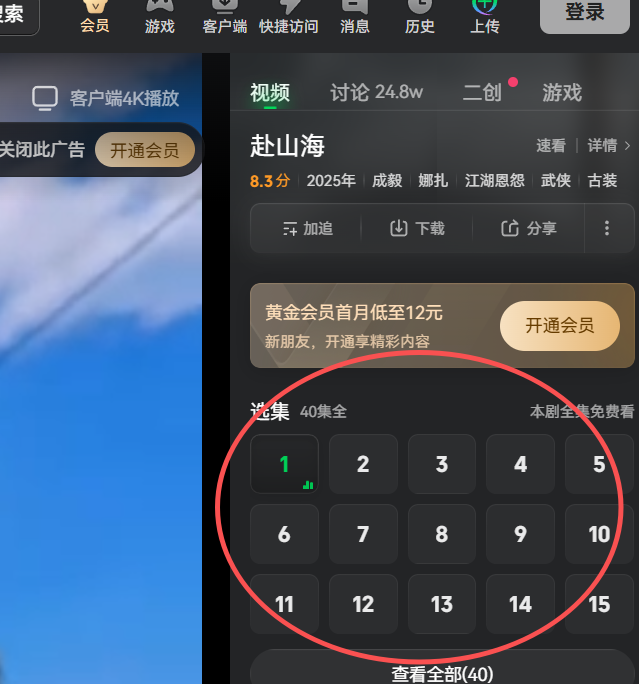 搜索
会员
游戏
客户端
快捷访问
消息
历史
上传
登录
客户端4K播放
关闭此广告
开通会员
视频
讨论 24.8w
二创
游戏
赴山海
速看
详情
8.3分
2025年
成毅
娜扎
江湖恩怨
武侠
古装
加追
下载
分享
黄金会员首月低至12元
新朋友，开通享精彩内容
开通会员
选集 40集全
本剧全集免费看
1 2 3 4 5
6 7 8 9 10
11 12 13 14 15
查看全部(40)